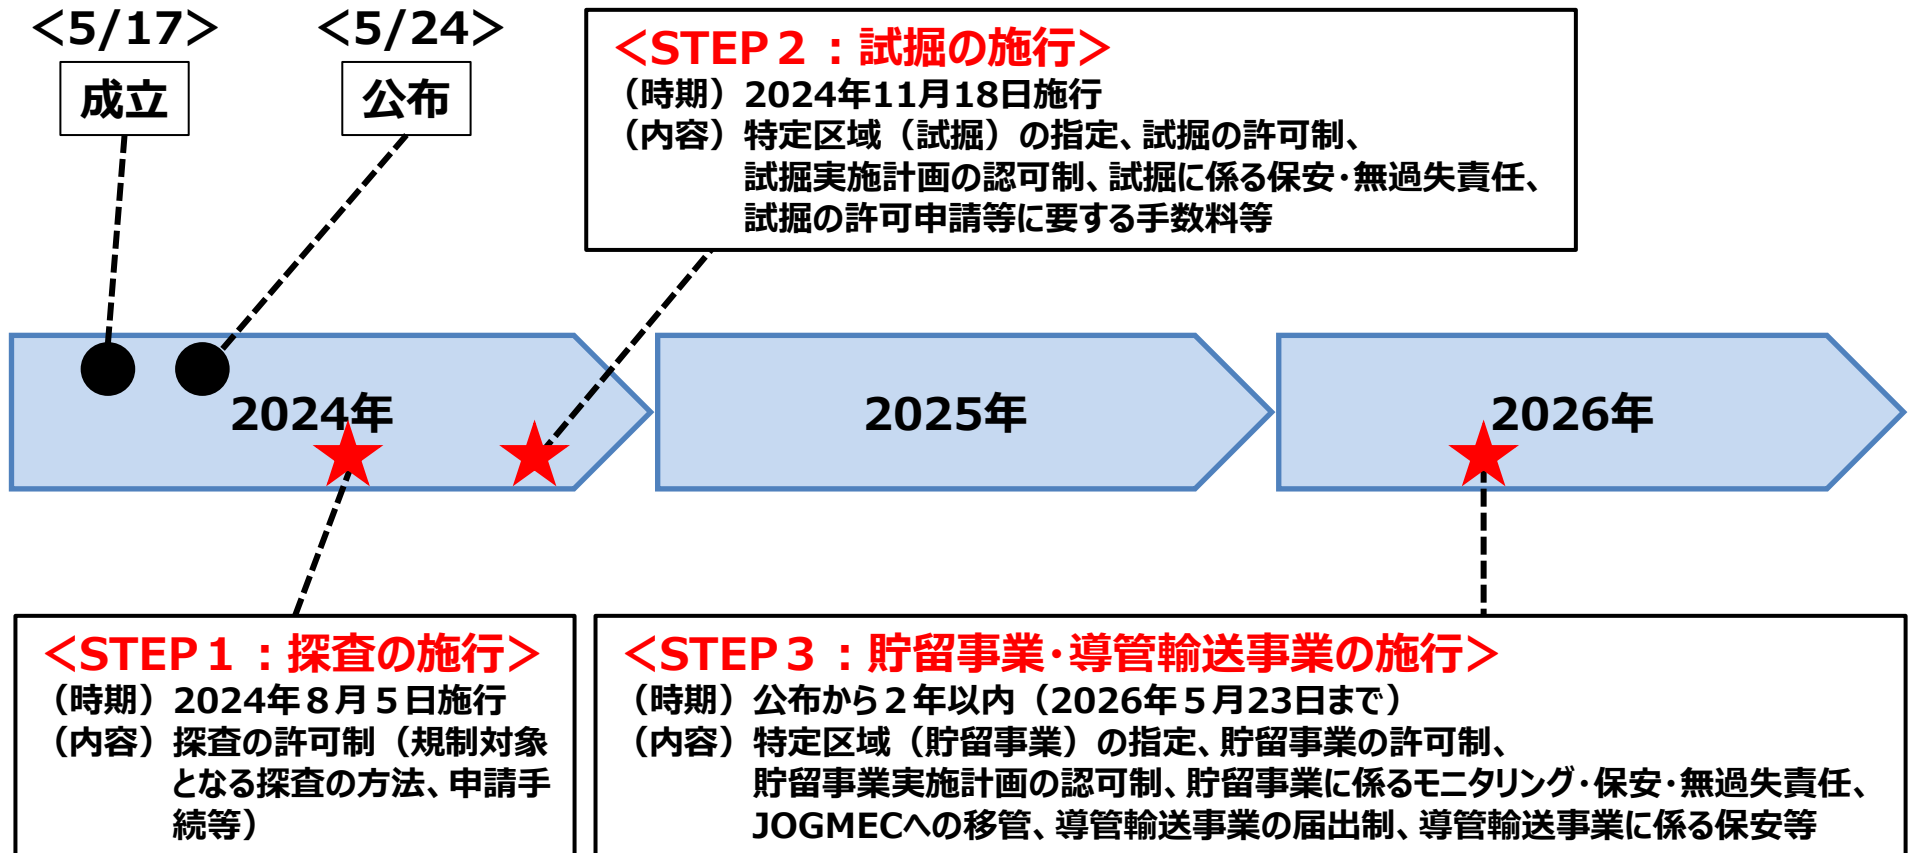 <5/17>
成立
<5/24>
公布
<STEP２：試掘の施行>
（時期）2024年11月18日施行
（内容）特定区域（試掘）の指定、試掘の許可制、
試掘実施計画の認可制、試掘に係る保安・無過失責任、
試掘の許可申請等に要する手数料等
2024年
2025年
2026年
<STEP１：探査の施行>
（時期）2024年８月５日施行
（内容）探査の許可制（規制対象
となる探査の方法、申請手
続等）
<STEP３：貯留事業・導管輸送事業の施行>
（時期）公布から２年以内（2026年５月23日まで）
（内容）特定区域（貯留事業）の指定、貯留事業の許可制、
貯留事業実施計画の認可制、貯留事業に係るモニタリング・保安・無過失責任、
JOGMECへの移管、導管輸送事業の届出制、導管輸送事業に係る保安等